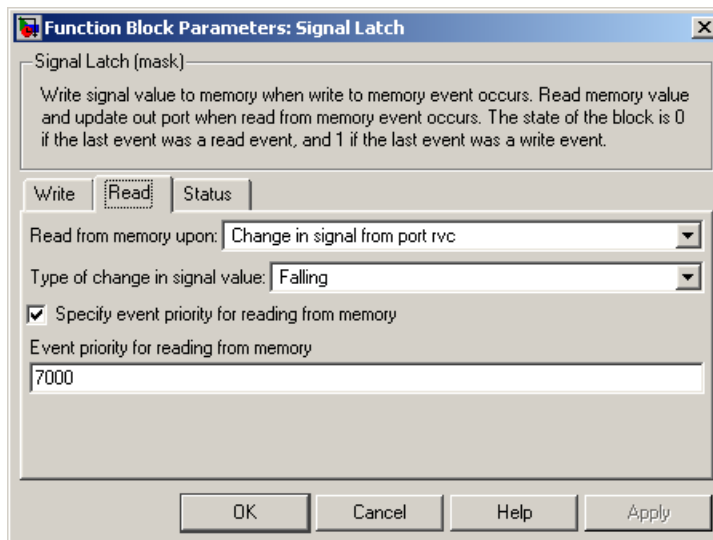 Function Block Parameters: Signal Latch
Signal Latch (mask)
Write signal value to memory when write to memory event occurs. Read memory value
and update out port when read from memory event occurs. The state of the block is 0
if the last event was a read event, and 1 if the last event was a write event.
Write Read Status
Read from memory upon: Change in signal from port rvc
Type of change in signal value: Falling
Specify event priority for reading from memory
Event priority for reading from memory
7000
OK Cancel Help Apply